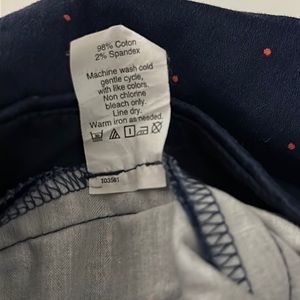 98% Coton
2% Spandex
Machine wash cold
gentle cycle,
with like colors.
Non chlorine
bleach only.
Line dry.
Warm iron as needed.